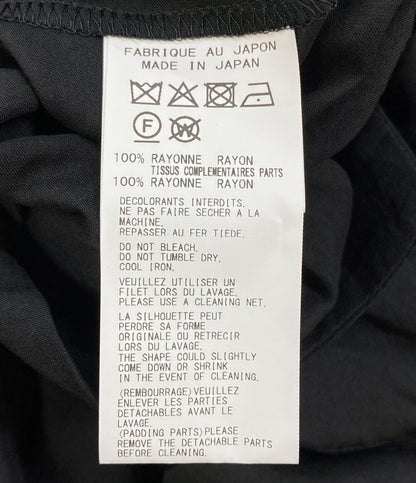 FABRIQUE AU JAPON
MADE IN JAPAN
F W
100% RAYONNE RAYON
TISSUS COMPLEMENTAIRES PARTS
100% RAYONNE RAYON
DECOLORANTS INTERDITS.
NE PAS FAIRE SECHER A LA
MACHINE.
REPASSER AU FER TIEDE.
DO NOT BLEACH.
DO NOT TUMBLE DRY.
COOL IRON.
VEUILLEZ UTILISER UN
FILET LORS DU LAVAGE.
PLEASE USE A CLEANING NET.
LA SILHOUETTE PEUT
PERDRE SA FORME
ORIGINALE OU RETRECIR
LORS DU LAVAGE.
THE SHAPE COULD SLIGHTLY
COME DOWN OR SHRINK
IN THE EVENT OF CLEANING.
(REMBOURRAGE)VEUILLEZ
ENLEVER LES PARTIES
DETACHABLES AVANT LE
LAVAGE.
(PADDING PARTS)PLEASE
REMOVE THE DETACHABLE PARTS
BEFORE CLEANING.